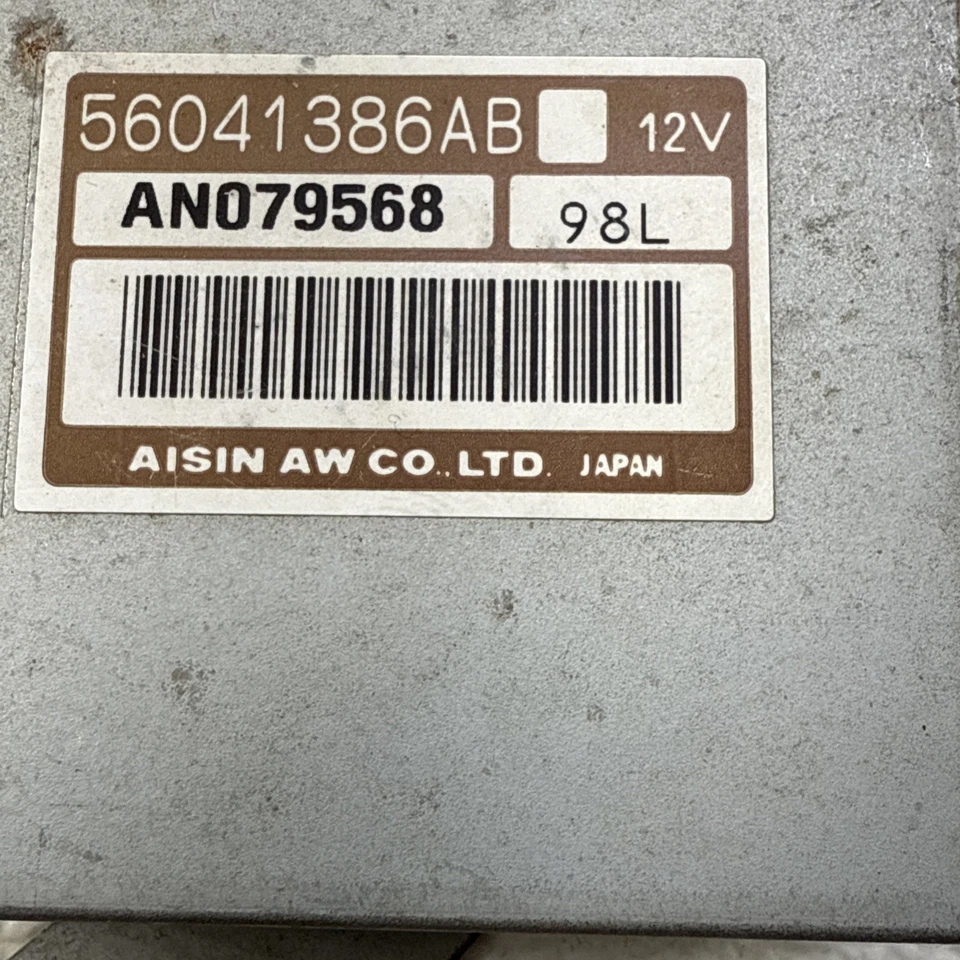 56041386AB 12V
AN079568 98L
AISIN AW CO.,LTD. JAPAN